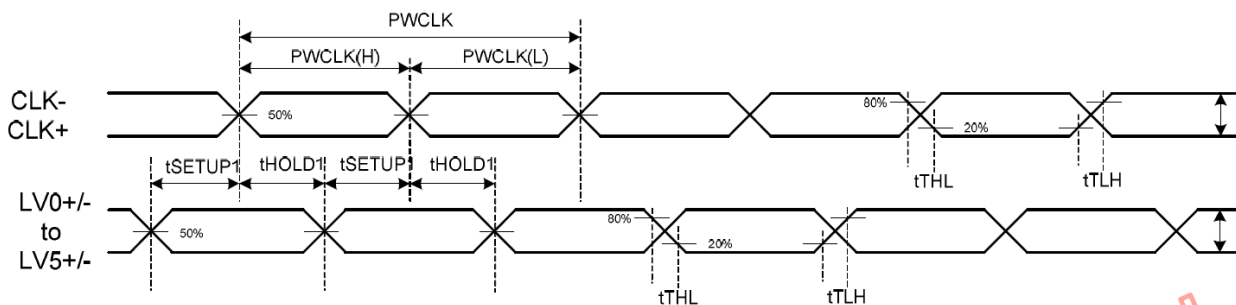 PWCLK
PWCLK(H) PWCLK(L)
CLK-
CLK+
50%
80%
20%
tSETUP1 tHOLD1 tSETUP1 tHOLD1
tTHL tTLH
LV0+/-
to
LV5+/-
50%
80%
20%
tTHL tTLH